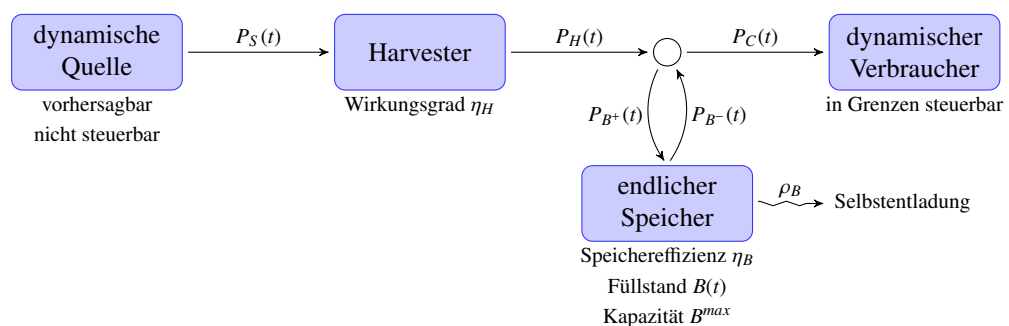 dynamische
Quelle
vorhersagbar
nicht steuerbar
P_S(t)
Harvester
Wirkungsgrad η_H
P_H(t)
P_C(t)
dynamischer
Verbraucher
in Grenzen steuerbar
P_{B^+}(t)
P_{B^-}(t)
endlicher
Speicher
ρ_B
Selbstentladung
Speichereffizienz η_B
Füllstand B(t)
Kapazität B^{max}